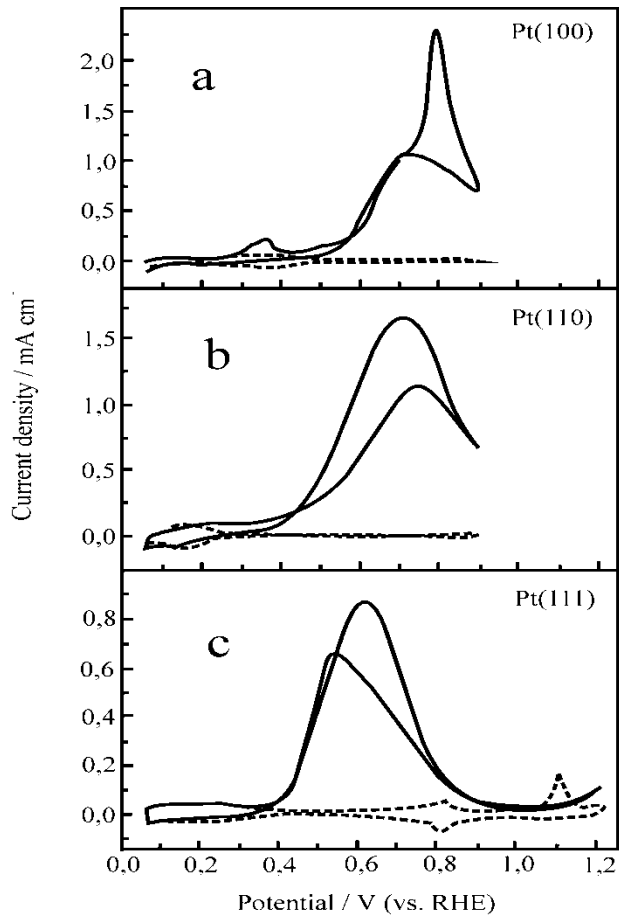 Pt(100)
a
2,0
1,5
1,0
0,5
0,0
Pt(110)
b
1,5
1,0
0,5
0,0
Pt(111)
c
0,8
0,6
0,4
0,2
0,0
0,0 0,2 0,4 0,6 0,8 1,0 1,2
Current density / mA cm⁻
Potential / V (vs. RHE)